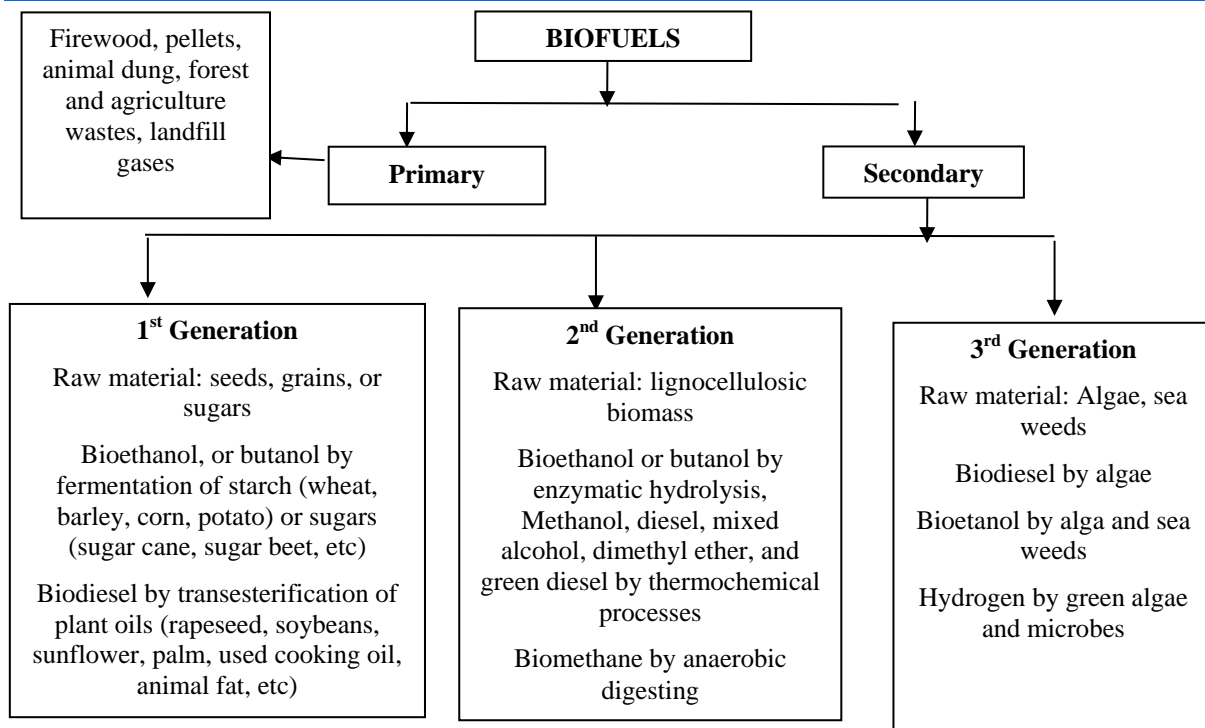 Firewood, pellets,
animal dung, forest
and agriculture
wastes, landfill
gases
BIOFUELS
Primary
Secondary
1st Generation
Raw material: seeds, grains, or
sugars
Bioethanol, or butanol by
fermentation of starch (wheat,
barley, corn, potato) or sugars
(sugar cane, sugar beet, etc)
Biodiesel by transesterification of
plant oils (rapeseed, soybeans,
sunflower, palm, used cooking oil,
animal fat, etc)
2nd Generation
Raw material: lignocellulosic
biomass
Bioethanol or butanol by
enzymatic hydrolysis,
Methanol, diesel, mixed
alcohol, dimethyl ether, and
green diesel by thermochemical
processes
Biomethane by anaerobic
digesting
3rd Generation
Raw material: Algae, sea
weeds
Biodiesel by algae
Bioetanol by alga and sea
weeds
Hydrogen by green algae
and microbes